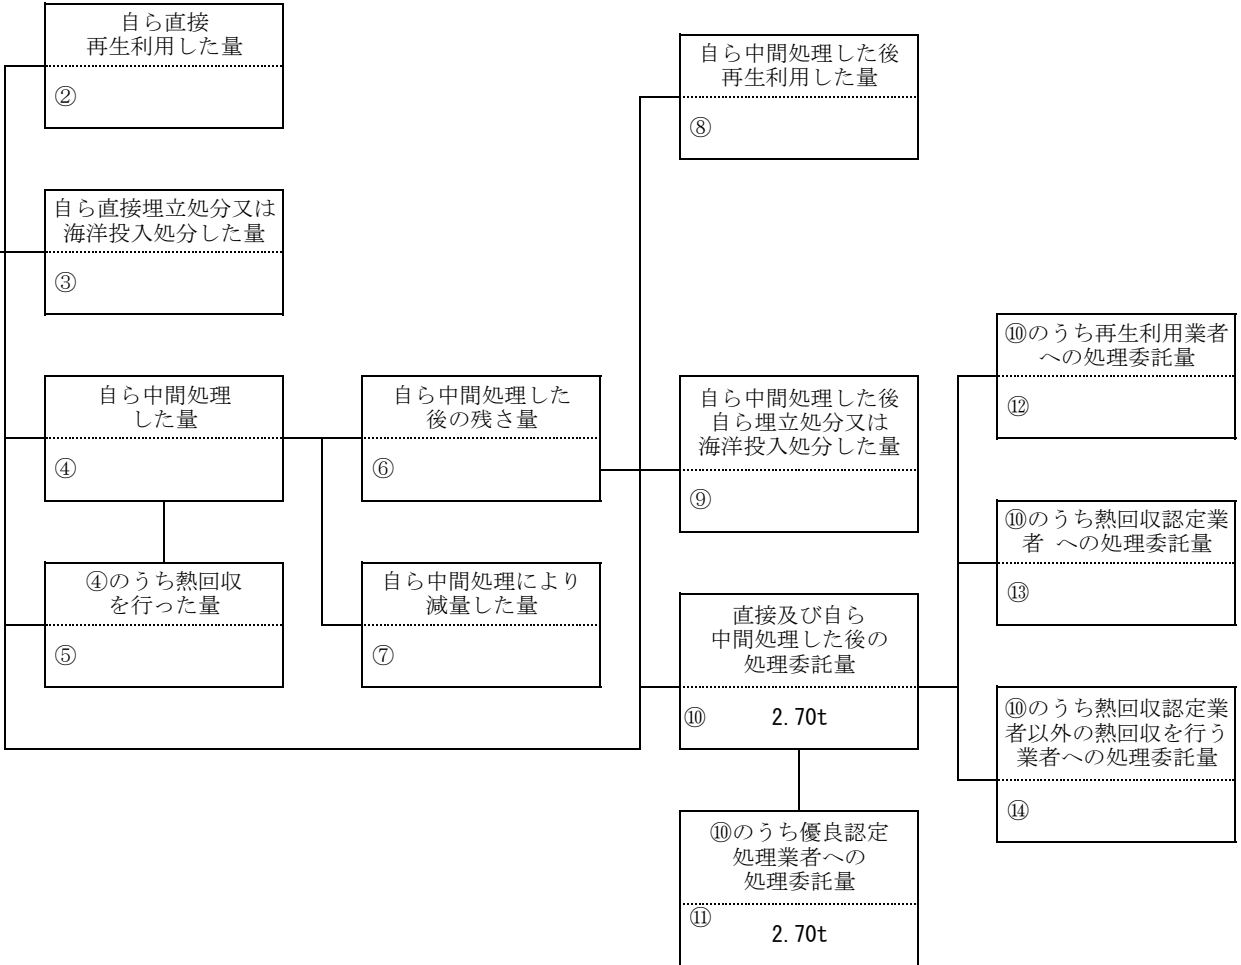 自ら直接
再生利用した量
②
自ら直接埋立処分又は
海洋投入処分した量
③
自ら中間処理
した量
④
④のうち熱回収
を行った量
⑤
自ら中間処理した
後の残さ量
⑥
自ら中間処理により
減量した量
⑦
自ら中間処理した後
再生利用した量
⑧
自ら中間処理した後
自ら埋立処分又は
海洋投入処分した量
⑨
直接及び自ら
中間処理した後の
処理委託量
⑩ 2.70t
⑩のうち優良認定
処理業者への
処理委託量
⑪
2.70t
⑩のうち再生利用業者
への処理委託量
⑫
⑩のうち熱回収認定業
者 への処理委託量
⑬
⑩のうち熱回収認定業
者以外の熱回収を行う
業者への処理委託量
⑭